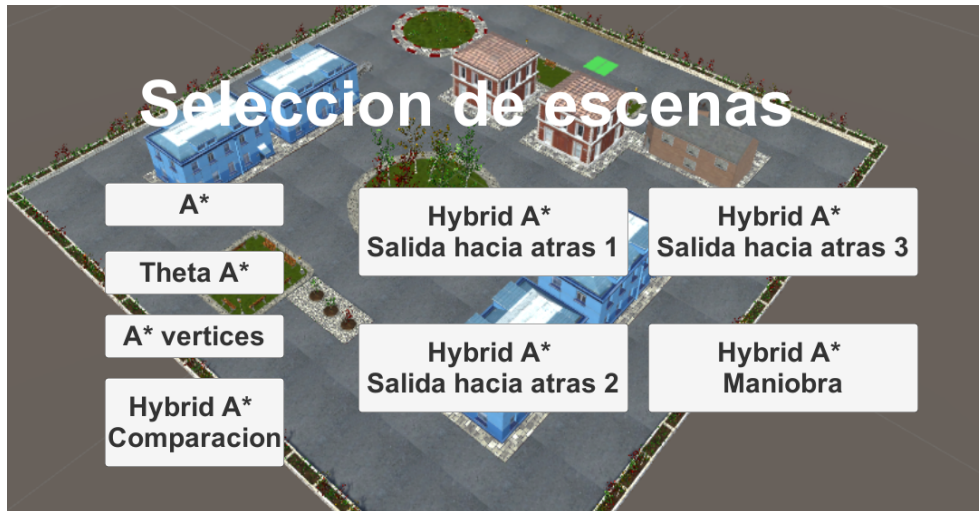 Seleccion de escenas
A*
Theta A*
A* vertices
Hybrid A*
Comparacion
Hybrid A*
Salida hacia atras 1
Hybrid A*
Salida hacia atras 2
Hybrid A*
Salida hacia atras 3
Hybrid A*
Maniobra